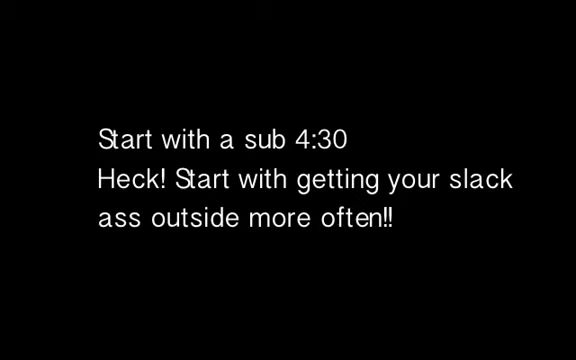 Start with a sub 4:30
Heck! Start with getting your slack
ass outside more often!!